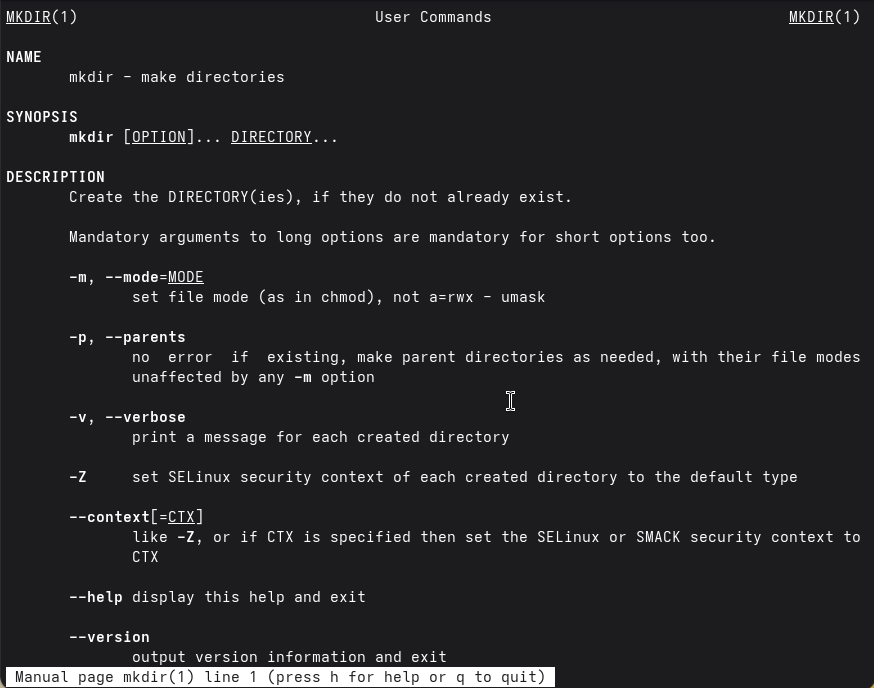 MKDIR(1) User Commands MKDIR(1)
NAME
mkdir - make directories
SYNOPSIS
mkdir [OPTION]... DIRECTORY...
DESCRIPTION
Create the DIRECTORY(ies), if they do not already exist.
Mandatory arguments to long options are mandatory for short options too.
-m, --mode=MODE
set file mode (as in chmod), not a=rwx - umask
-p, --parents
no error if existing, make parent directories as needed, with their file modes
unaffected by any -m option
-v, --verbose
print a message for each created directory
-Z set SELinux security context of each created directory to the default type
--context[=CTX]
like -Z, or if CTX is specified then set the SELinux or SMACK security context to
CTX
--help display this help and exit
--version
output version information and exit
Manual page mkdir(1) line 1 (press h for help or q to quit)